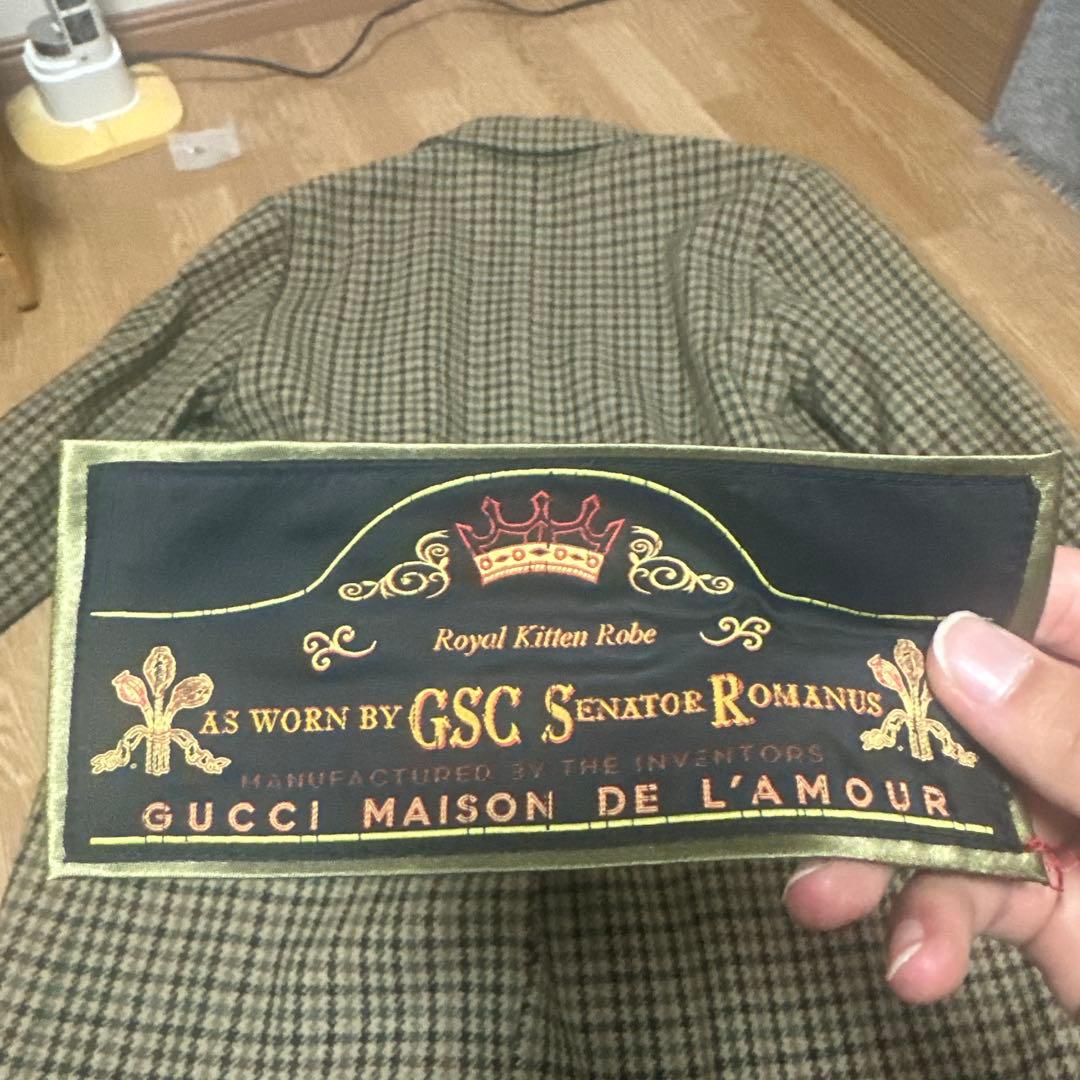 Royal Kitten Robe
AS WORN BY GSC SENATOR ROMANUS
MANUFACTURED BY THE INVENTORS
GUCCI MAISON DE L'AMOUR